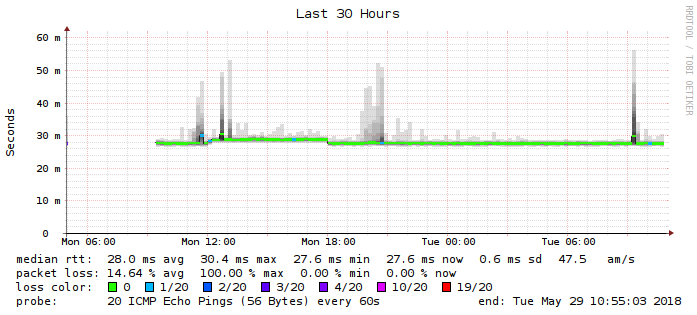 Last 30 Hours
RRDTOOL / TOBI OETIKER
Seconds
60 m
50 m
40 m
30 m
20 m
10 m
0
Mon 06:00 Mon 12:00 Mon 18:00 Tue 00:00 Tue 06:00
median rtt: 28.0 ms avg 30.4 ms max 27.6 ms min 27.6 ms now 0.6 ms sd 47.5 am/s
packet loss: 14.64 % avg 100.00 % max 0.00 % min 0.00 % now
loss color: 0 1/20 2/20 3/20 4/20 10/20 19/20
probe: 20 ICMP Echo Pings (56 Bytes) every 60s end: Tue May 29 10:55:03 2018